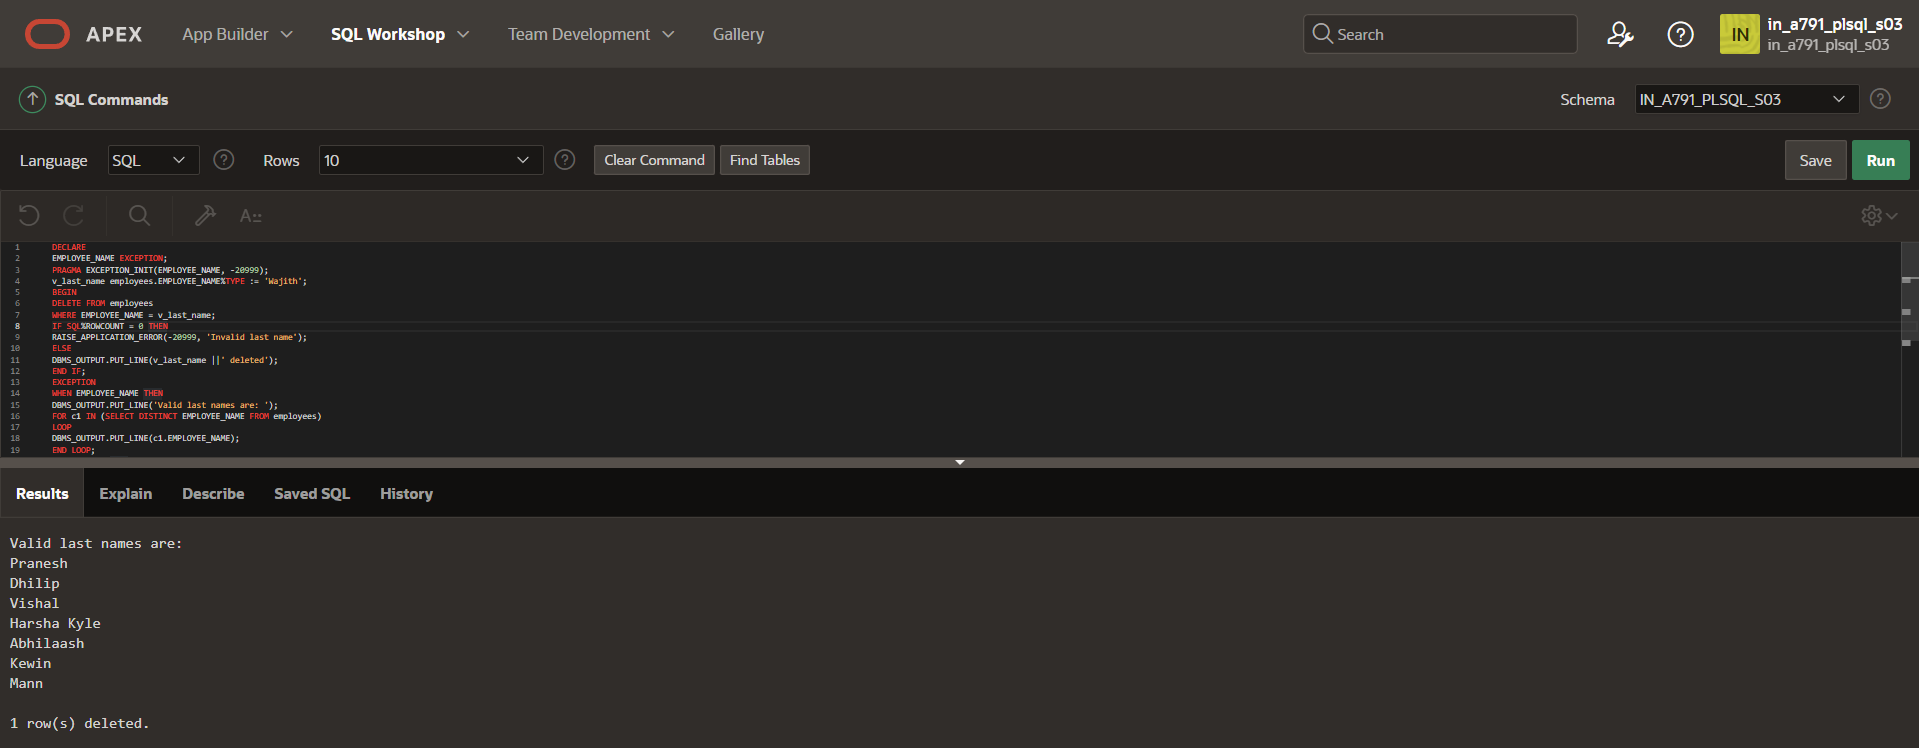 APEX App Builder SQL Workshop Team Development Gallery Search IN in_a791_plsql_s03
in_a791_plsql_s03
SQL Commands Schema IN_A791_PLSQL_S03 ?
Language SQL ? Rows 10 ? Clear Command Find Tables Save Run
A
1 DECLARE
2 EMPLOYEE_NAME EXCEPTION;
3 PRAGMA EXCEPTION_INIT(EMPLOYEE_NAME, -20999);
4 v_last_name employees.EMPLOYEE_NAME%TYPE := 'Wajith';
5 BEGIN
6 DELETE FROM employees
7 WHERE EMPLOYEE_NAME = v_last_name;
8 IF SQL%ROWCOUNT = 0 THEN
9 RAISE_APPLICATION_ERROR(-20999, 'Invalid last name');
10 ELSE
11 DBMS_OUTPUT.PUT_LINE(v_last_name ||' deleted');
12 END IF;
13 EXCEPTION
14 WHEN EMPLOYEE_NAME THEN
15 DBMS_OUTPUT.PUT_LINE('Valid last names are: ');
16 FOR c1 IN (SELECT DISTINCT EMPLOYEE_NAME FROM employees)
17 LOOP
18 DBMS_OUTPUT.PUT_LINE(c1.EMPLOYEE_NAME);
19 END LOOP;
Results Explain Describe Saved SQL History
Valid last names are:
Pranesh
Dhilip
Vishal
Harsha Kyle
Abhilaash
Kewin
Mann
1 row(s) deleted.